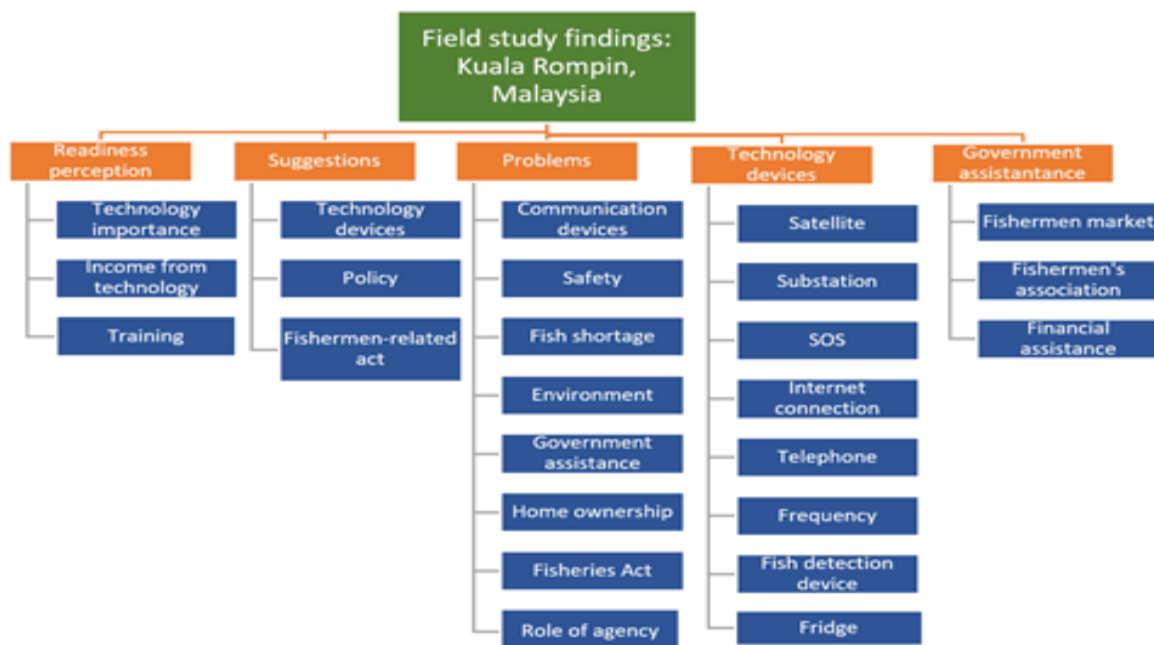 Field study findings:
Kuala Rompin,
Malaysia
Readiness
perception
Technology
importance
Income from
technology
Training
Suggestions
Technology
devices
Policy
Fishermen-related
act
Problems
Communication
devices
Safety
Fish shortage
Environment
Government
assistance
Home ownership
Fisheries Act
Role of agency
Technology
devices
Satellite
Substation
SOS
Internet
connection
Telephone
Frequency
Fish detection
device
Fridge
Government
assistantance
Fishermen market
Fishermen's
association
Financial
assistance